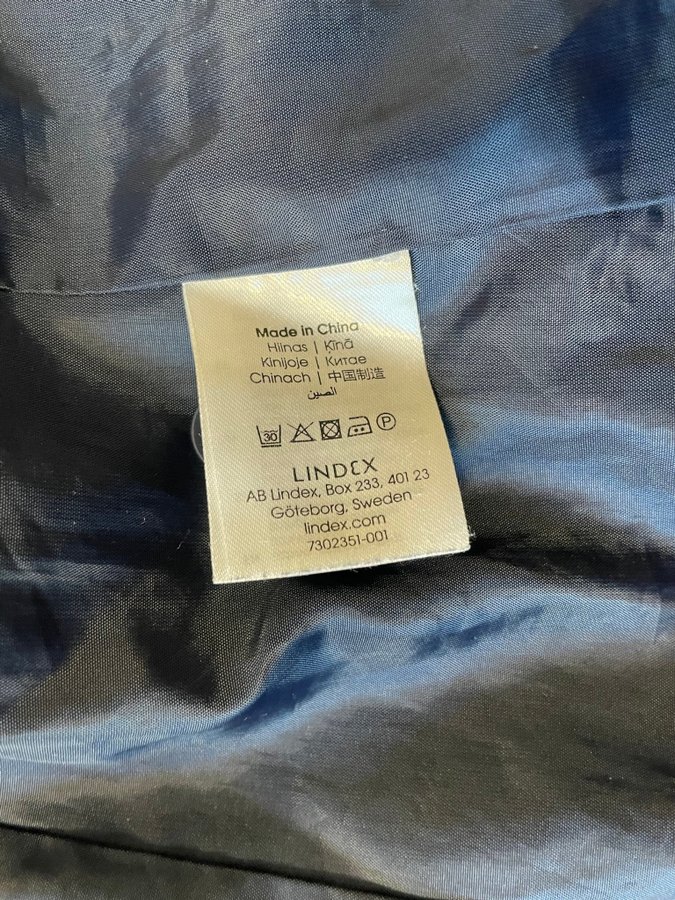 Made in China
Hiinas | Ķīnā
Kinijoje | Китае
Chinach | 中国制造
الصين
30 P
LINDEX
AB Lindex, Box 233, 401 23
Göteborg, Sweden
lindex.com
7302351-001